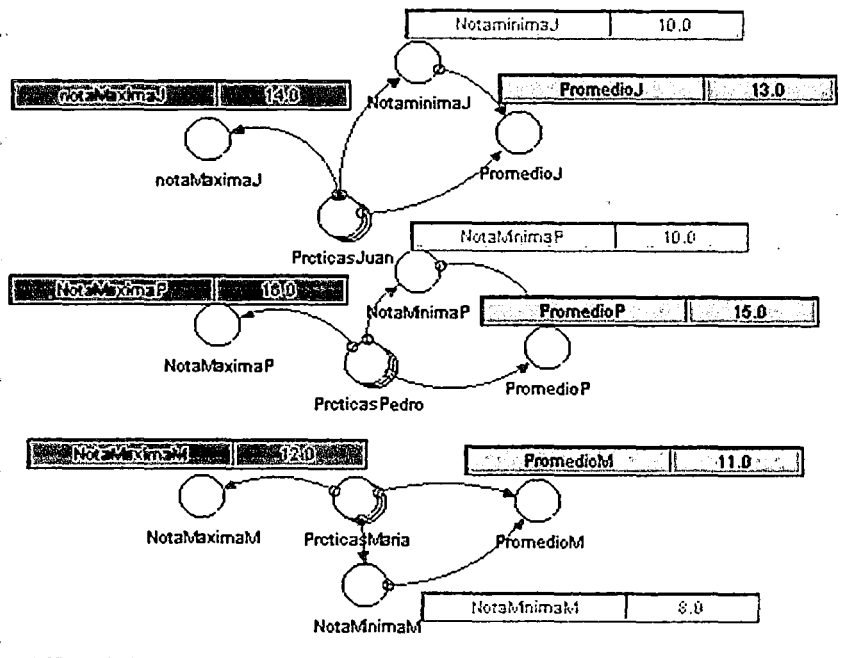 NotaminimaJ 10.0
notaMaximaJ 14.0
PromedioJ 13.0
NotaminimaJ
notaMaximaJ
PromedioJ
PrcticasJuan
NotaMnimaP 10.0
NotaMaximaP 16.0
NotaMnimaP
PromedioP 15.0
NotaMaximaP
PromedioP
PrcticasPedro
NotaMaximaM 12.0
PromedioM 11.0
NotaMaximaM
PrcticasMaria
PromedioM
NotaMnimaM 8.0
NotaMnimaM